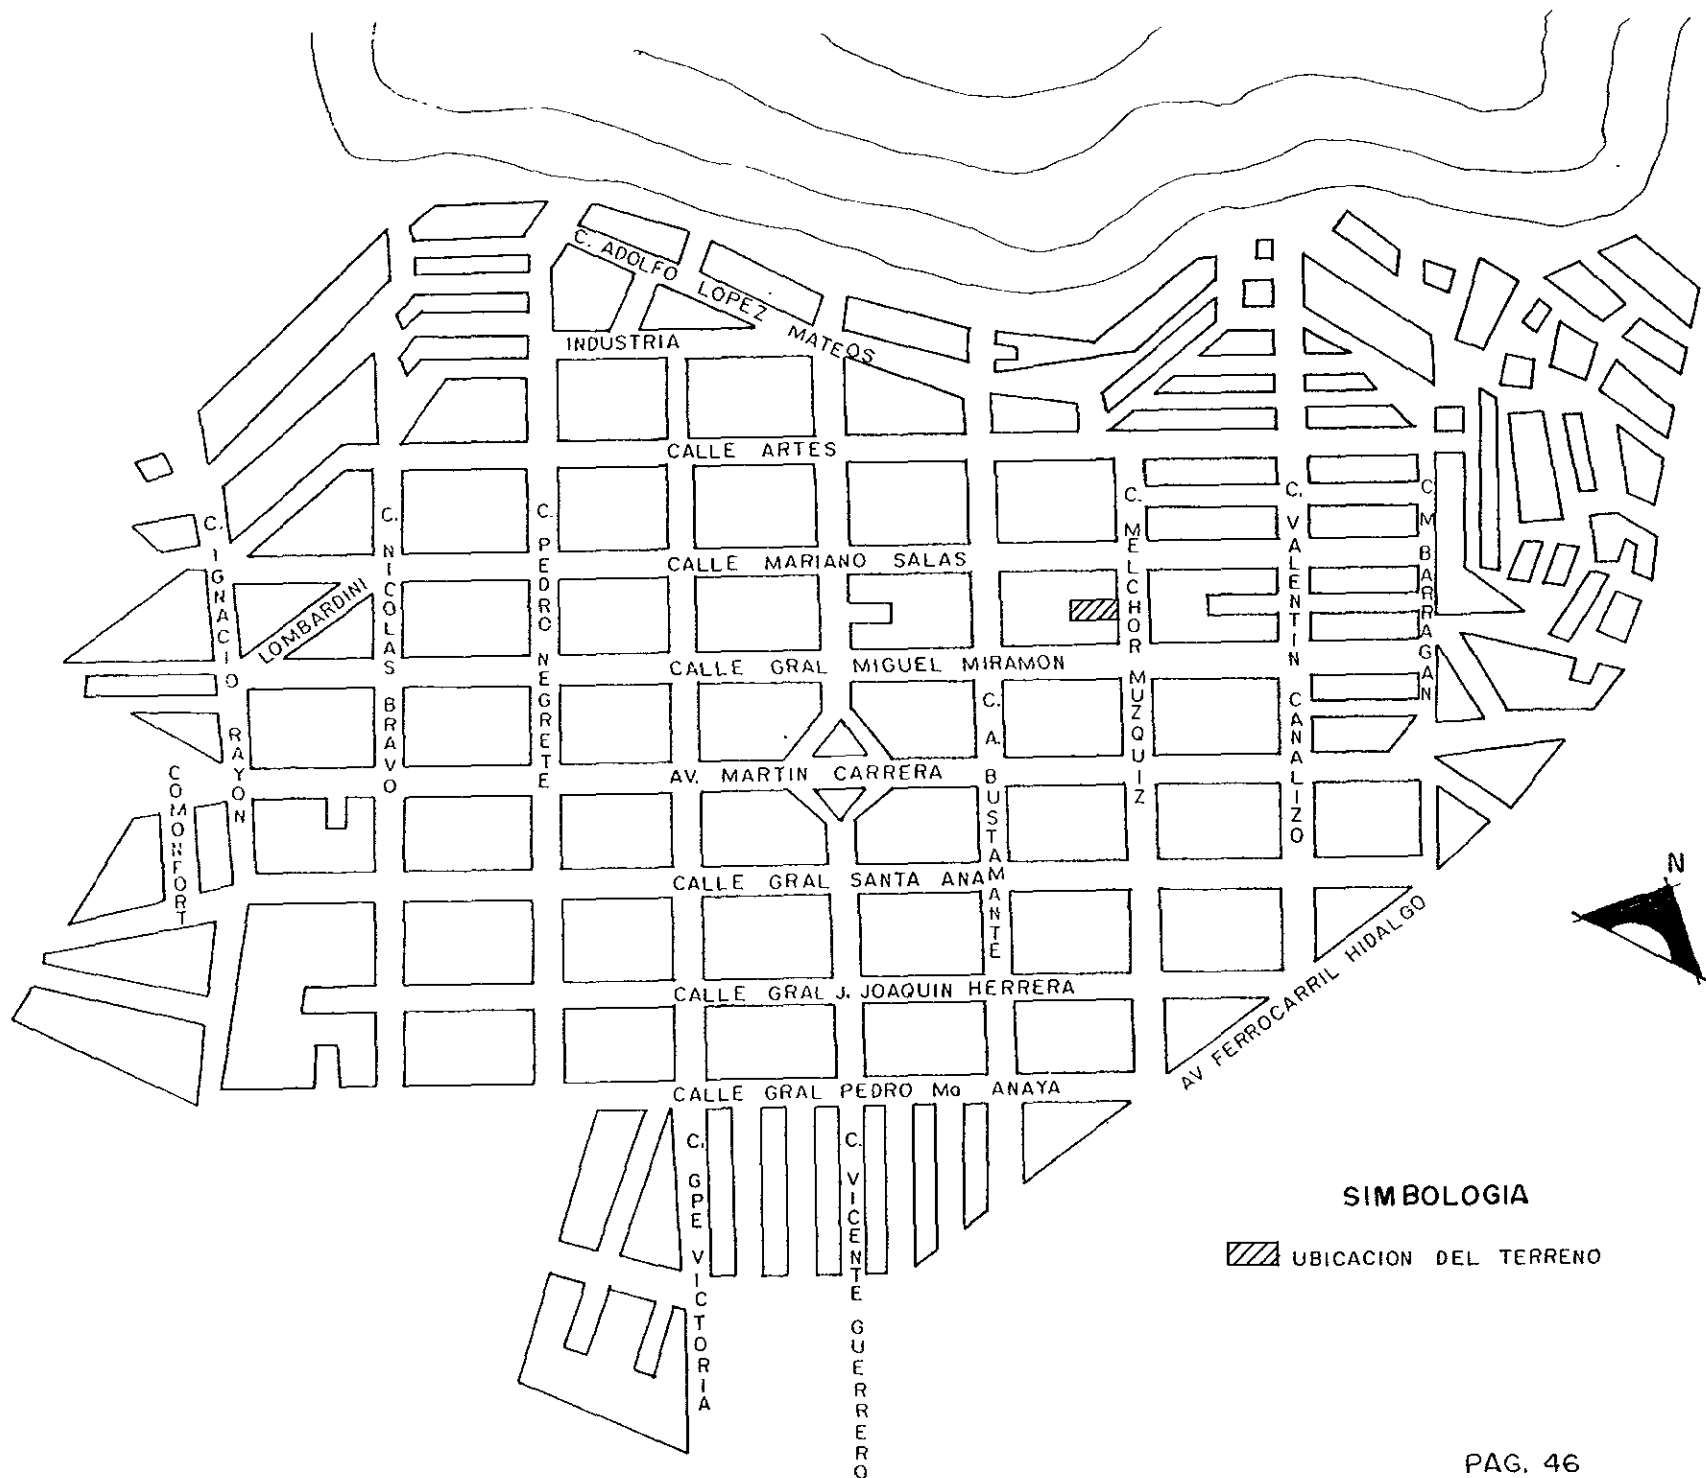 C. ADOLFO LOPEZ MATEOS
INDUSTRIA
CALLE ARTES
C. IGNACIO RAYON
C. NICOLAS BRAVO
C. PEDRO NEGRETE
C. MELCHOR MUZQUIZ
C. VALENTIN CANALIZO
C. M BARRAGAN
CALLE MARIANO SALAS
LOMBARDINI
CALLE GRAL MIGUEL MIRAMON
C. A. BUSTAMANTE
COMONFORT
AV. MARTIN CARRERA
CALLE GRAL SANTA ANA
N
CALLE GRAL J. JOAQUIN HERRERA
AV FERROCARRIL HIDALGO
CALLE GRAL PEDRO Ma ANAYA
C. GPE VICTORIA
C. VICENTE GUERRERO
SIMBOLOGIA
UBICACION DEL TERRENO
PAG. 46